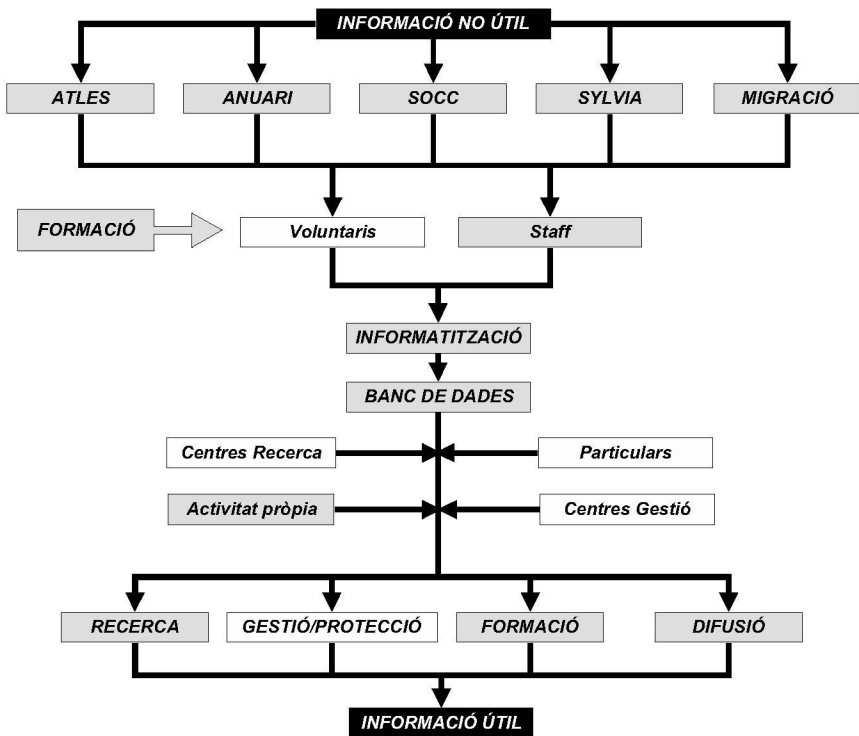 INFORMACIÓ NO ÚTIL
ATLES
ANUARI
SOCC
SYLVIA
MIGRACIÓ
FORMACIÓ
Voluntaris
Staff
INFORMATITZACIÓ
BANC DE DADES
Centres Recerca
Particulars
Activitat pròpia
Centres Gestió
RECERCA
GESTIÓ/PROTECCIÓ
FORMACIÓ
DIFUSIÓ
INFORMACIÓ ÚTIL